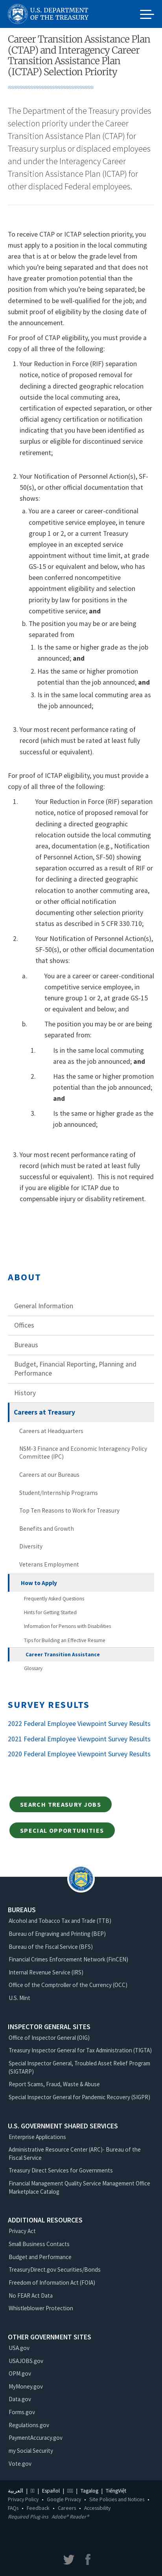 U.S. DEPARTMENT
OF THE TREASURY
Career Transition Assistance Plan
(CTAP) and Interagency Career
Transition Assistance Plan
(ICTAP) Selection Priority
The Department of the Treasury provides
selection priority under the Career
Transition Assistance Plan (CTAP) for
Treasury surplus or displaced employees
and under the Interagency Career
Transition Assistance Plan (ICTAP) for
other displaced Federal employees.
To receive CTAP or ICTAP selection priority, you
must apply to a position in the local commuting
area that is at or below the grade level from
which you're being separated and does not
have a greater promotion potential than the
position from which you're being separated; be
determined to be well-qualified for the job; and
submit proof of eligibility by the closing date of
the announcement.
For proof of CTAP eligibility, you must provide a
copy of all three of the following:
1. Your Reduction in Force (RIF) separation
notice, notice of proposed removal for
declining a directed geographic relocation
outside of the local commuting area,
certification of expected separation, or other
official notice that indicates that you are
surplus or eligible for discontinued service
retirement;
2. Your Notification of Personnel Action(s), SF-
50(s), or other official documentation that
shows:
a. You are a career or career-conditional
competitive service employee, in tenure
group 1 or 2, or a current Treasury
employee in an excepted service
appointment without time limit, at grade
GS-15 or equivalent and below, who has
been conferred noncompetitive
appointment eligibility and selection
priority by law for positions in the
competitive service, and
b. The position you may be or are being
separated from
1. Is the same or higher grade as the job
announced; and
2. Has the same or higher promotion
potential than the job announced; and
3. Is in the same local commuting area as
the job announced;
3. Your most recent performance rating of
record (which must be rated at least fully
successful or equivalent).
For proof of ICTAP eligibility, you must provide a
copy of all three of the following:
1. Your Reduction in Force (RIF) separation
notice, notice of proposed removal for
declining a directed geographic
relocation outside of the local commuting
area, documentation (e.g., Notification of
Personnel Action, SF-50) showing
separation occurred as a result of RIF or
for declining a directed geographic
relocation outside of the commuting
area, or other official documentation
showing position loss or other
displacement entitling you to selection
priority status as described in 5 CFR 330.710;
2. Your Notification of Personnel Action(s),
SF-50(s), or other official documentation
that shows:
a. You are a career or career-conditional
competitive service employee, in
tenure group 1 or 2, at grade GS-15
or equivalent or below; and
b. The position you may be or are being
separated from:
1. Is in the same local commuting
area as the job announced; and
2. Has the same or higher promotion
potential than the job announced;
and
3. Is the same or higher grade as the
job announced;
3. Your most recent performance rating of
record (which must be rated at least fully
successful or equivalent). This is not required
if you are eligible for ICTAP due to
compensable injury or disability retirement.
ABOUT
General Information
Offices
Bureaus
Budget, Financial Reporting, Planning and
Performance
History
Careers at Treasury
Careers at Headquarters
NSM-3 Finance and Economic Interagency Policy
Committee (IPC)
Careers at our Bureaus
Student/Internship Programs
Top Ten Reasons to Work for Treasury
Benefits and Growth
Diversity
Veterans Employment
How to Apply
Frequently Asked Questions
Hints for Getting Started
Information for Persons with Disabilities
Tips for Building an Effective Resume
Career Transition Assistance
Glossary
SURVEY RESULTS
2022 Federal Employee Viewpoint Survey Results
2021 Federal Employee Viewpoint Survey Results
2020 Federal Employee Viewpoint Survey Results
SEARCH TREASURY JOBS
SPECIAL OPPORTUNITIES
BUREAUS
Alcohol and Tobacco Tax and Trade (TTB)
Bureau of Engraving and Printing (BEP)
Bureau of the Fiscal Service (BFS)
Financial Crimes Enforcement Network (FinCEN)
Internal Revenue Service (IRS)
Office of the Comptroller of the Currency (OCC)
U.S. Mint
INSPECTOR GENERAL SITES
Office of Inspector General (OIG)
Treasury Inspector General for Tax Administration (TIGTA)
Special Inspector General, Troubled Asset Relief Program
(SIGTARP)
Report Scams, Fraud, Waste & Abuse
Special Inspector General for Pandemic Recovery (SIGPR)
U.S. GOVERNMENT SHARED SERVICES
Enterprise Applications
Administrative Resource Center (ARC)- Bureau of the
Fiscal Service
Treasury Direct Services for Governments
Financial Management Quality Service Management Office
Marketplace Catalog
ADDITIONAL RESOURCES
Privacy Act
Small Business Contacts
Budget and Performance
TreasuryDirect.gov Securities/Bonds
Freedom of Information Act (FOIA)
No FEAR Act Data
Whistleblower Protection
OTHER GOVERNMENT SITES
USA.gov
USAJOBS.gov
OPM.gov
MyMoney.gov
Data.gov
Forms.gov
Regulations.gov
PaymentAccuracy.gov
my Social Security
Vote.gov
العربية | | Español | | Tagalog | TiếngViệt
Privacy Policy • Google Privacy • Site Policies and Notices •
FAQs • Feedback • Careers • Accessibility
Required Plug-ins Adobe® Reader®